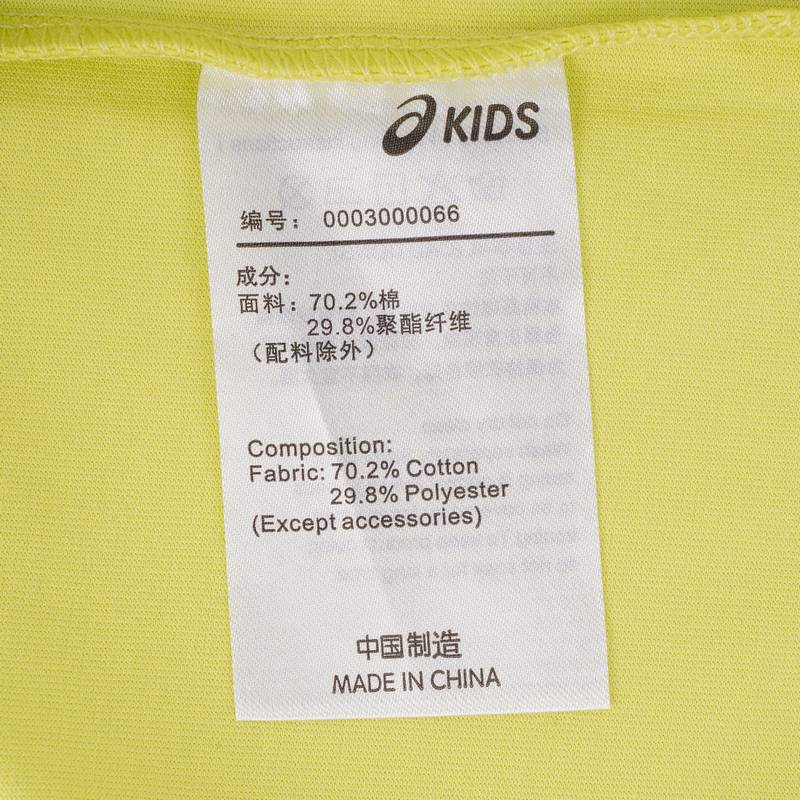 KIDS
编号： 0003000066
成分：
面料：70.2%棉
29.8%聚酯纤维
（配料除外）
Composition:
Fabric: 70.2% Cotton
29.8% Polyester
(Except accessories)
中国制造
MADE IN CHINA